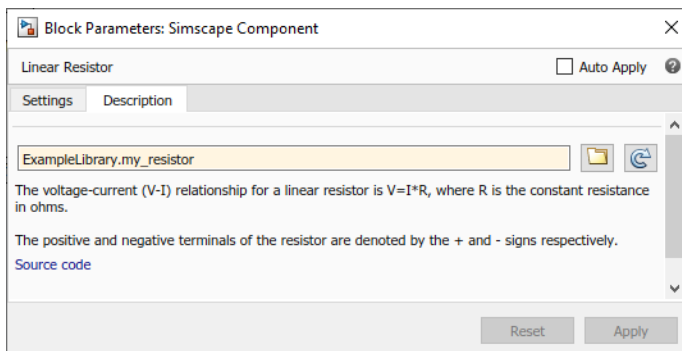 Block Parameters: Simscape Component
Linear Resistor
Auto Apply
Settings Description
ExampleLibrary.my_resistor
The voltage-current (V-I) relationship for a linear resistor is V=I*R, where R is the constant resistance
in ohms.
The positive and negative terminals of the resistor are denoted by the + and - signs respectively.
Source code
Reset Apply